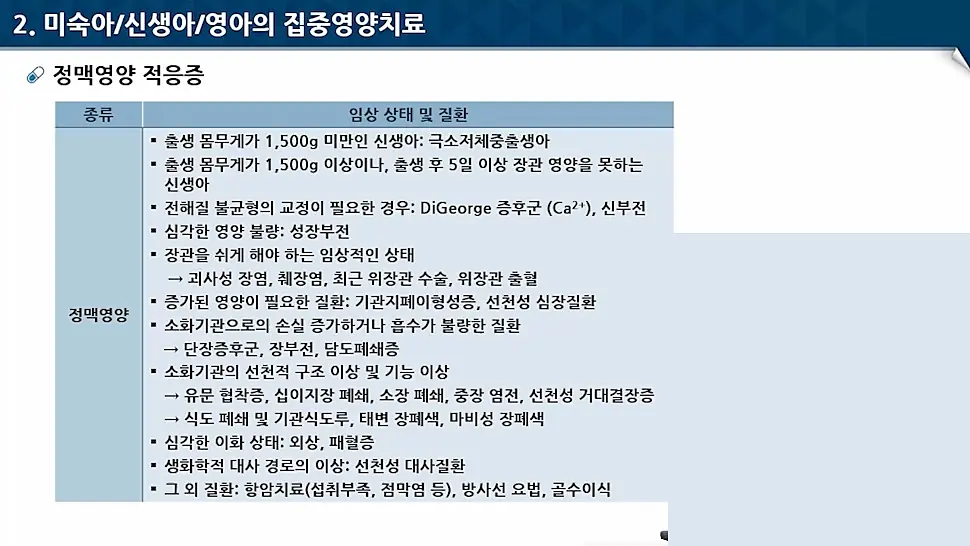 2. 미숙아/신생아/영아의 집중영양치료
정맥영양 적응증
종류
임상 상태 및 질환
정맥영양
▪ 출생 몸무게가 1,500g 미만인 신생아: 극소저체중출생아
▪ 출생 몸무게가 1,500g 이상이나, 출생 후 5일 이상 장관 영양을 못하는
신생아
▪ 전해질 불균형의 교정이 필요한 경우: DiGeorge 증후군 (Ca²⁺), 신부전
▪ 심각한 영양 불량: 성장부전
▪ 장관을 쉬게 해야 하는 임상적인 상태
→ 괴사성 장염, 췌장염, 최근 위장관 수술, 위장관 출혈
▪ 증가된 영양이 필요한 질환: 기관지폐이형성증, 선천성 심장질환
▪ 소화기관으로의 손실 증가하거나 흡수가 불량한 질환
→ 단장증후군, 장부전, 담도폐쇄증
▪ 소화기관의 선천적 구조 이상 및 기능 이상
→ 유문 협착증, 십이지장 폐쇄, 소장 폐쇄, 중장 염전, 선천성 거대결장증
→ 식도 폐쇄 및 기관식도루, 태변 장폐색, 마비성 장폐색
▪ 심각한 이화 상태: 외상, 패혈증
▪ 생화학적 대사 경로의 이상: 선천성 대사질환
▪ 그 외 질환: 항암치료(섭취부족, 점막염 등), 방사선 요법, 골수이식